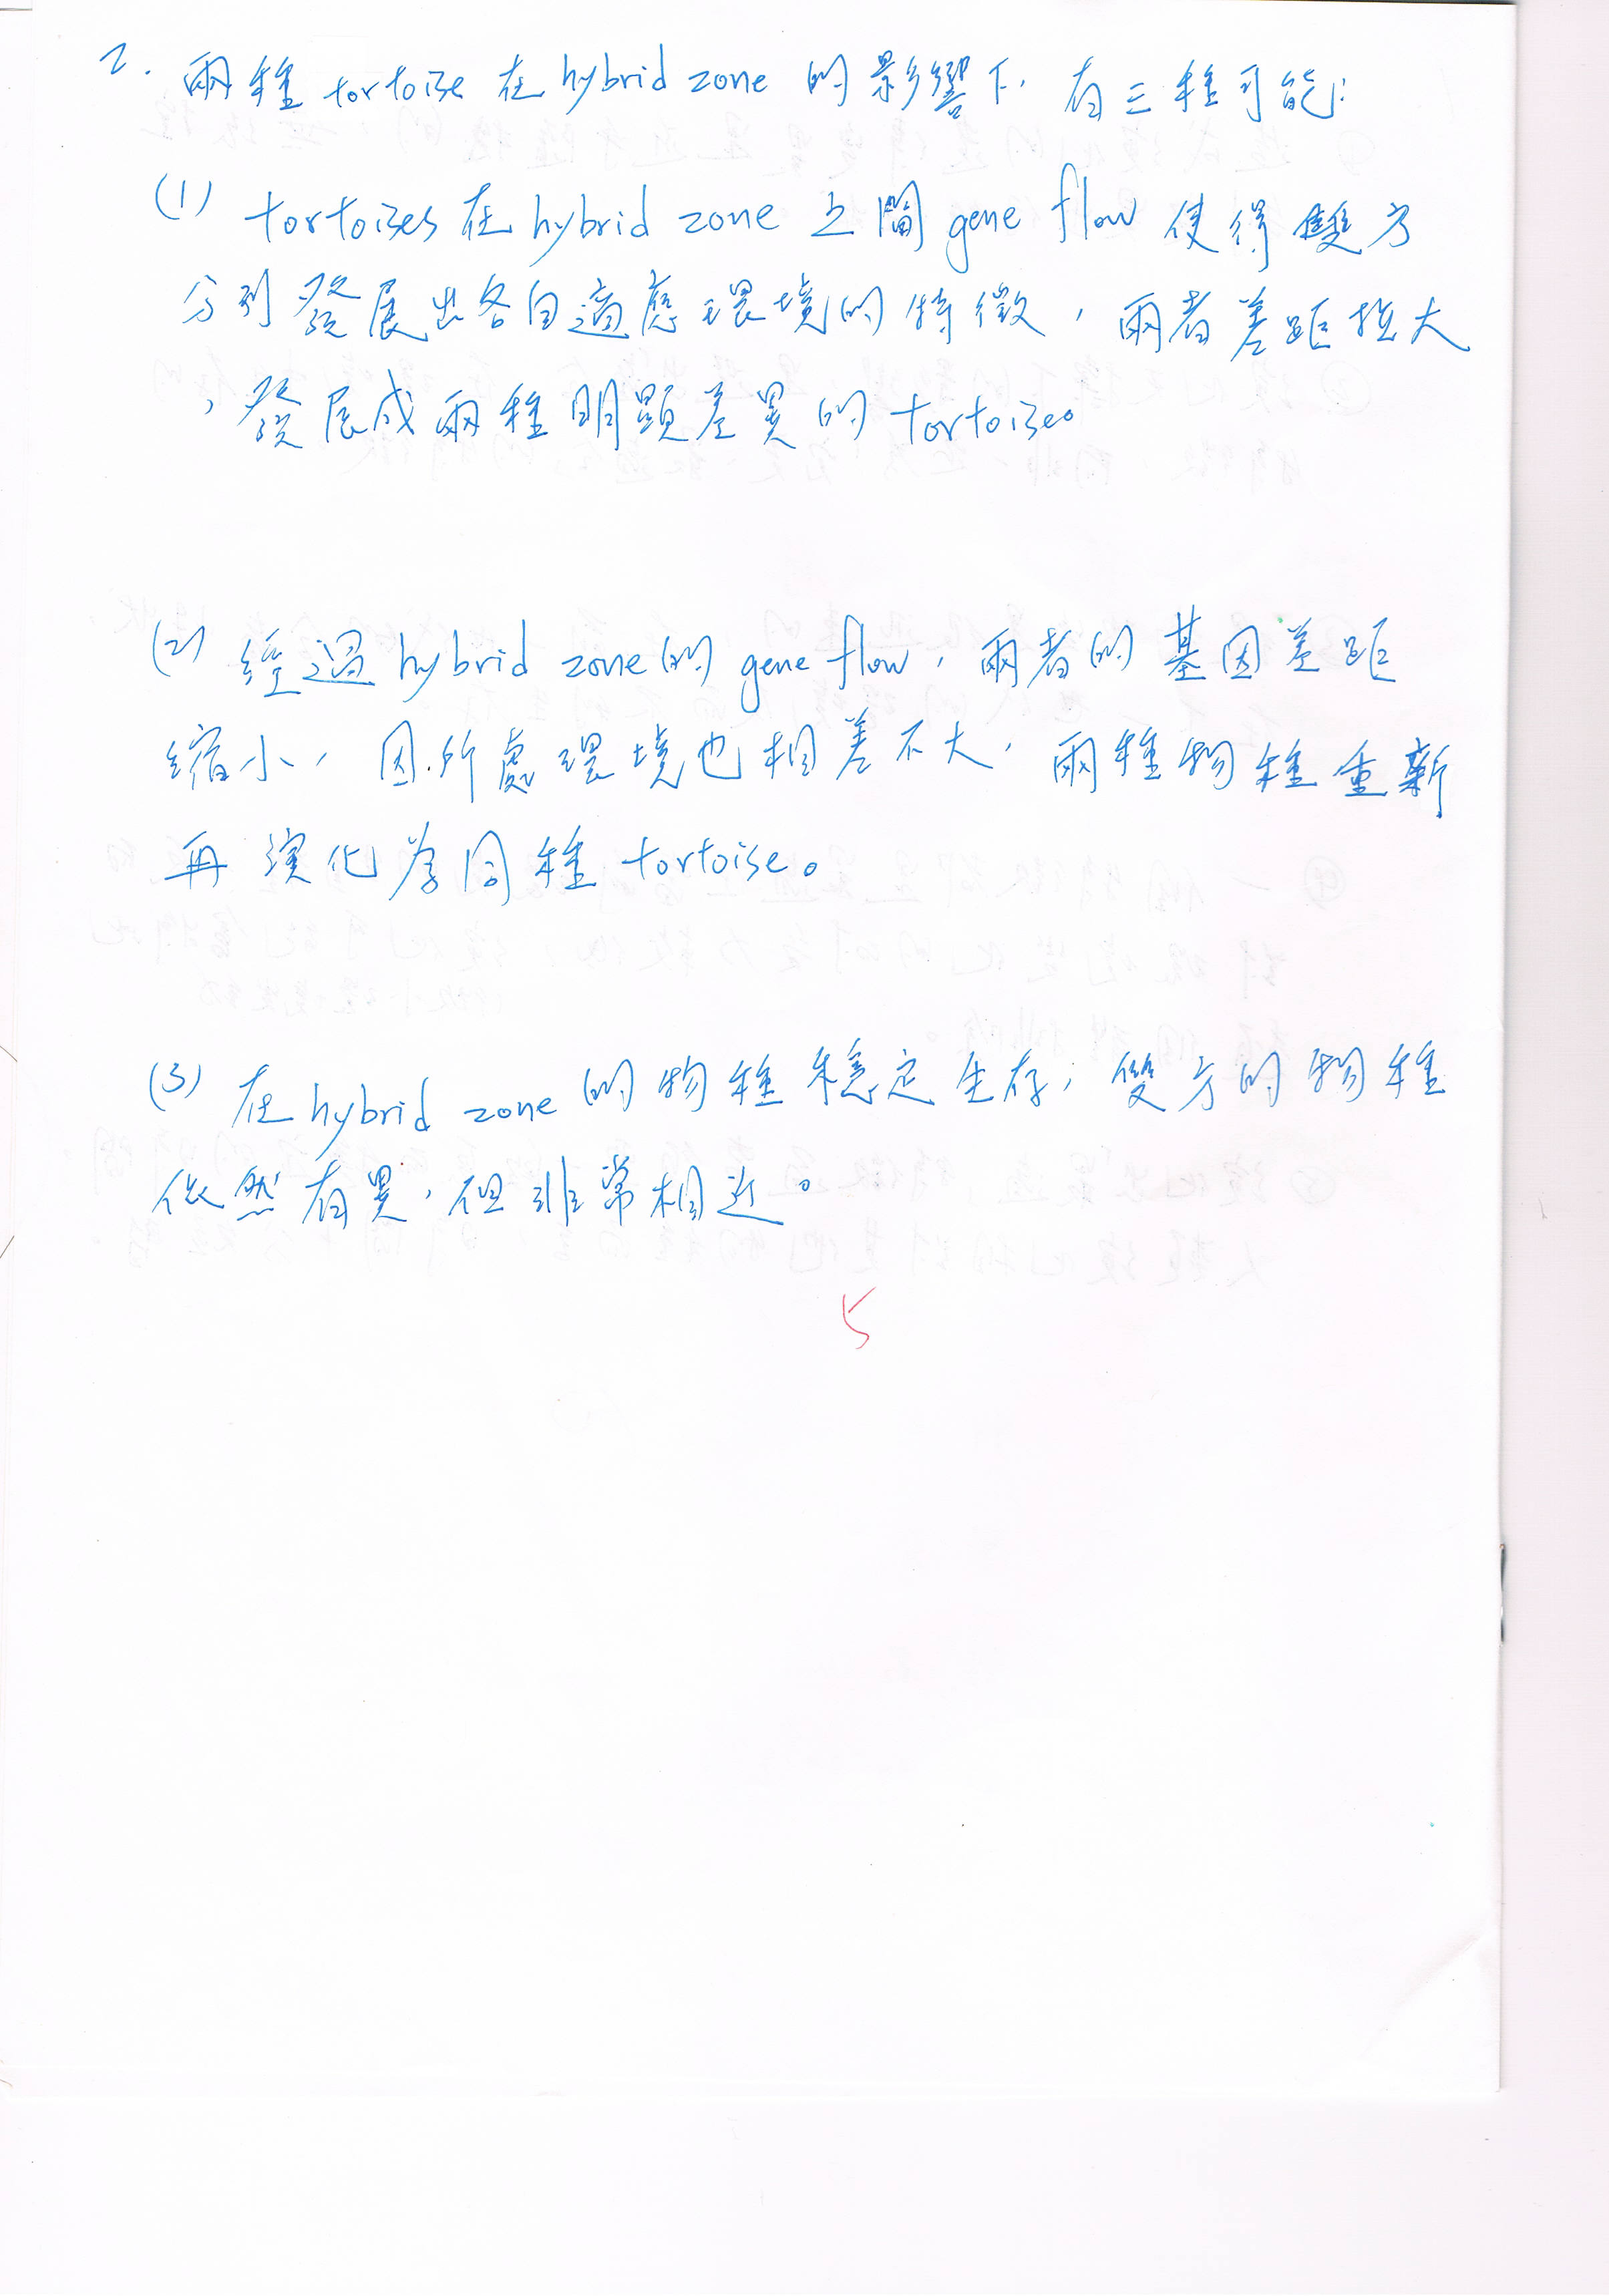 2. 兩種 tortoise 在 hybrid zone 的影響下, 有三種可能:
(1) tortoises 在 hybrid zone 之間 gene flow 使得雙方
分別發展出各自適應環境的特徵, 兩者差距拉大
, 發展成兩種明顯差異的 tortoise。
(2) 經過 hybrid zone 的 gene flow, 兩者的基因差距
縮小, 因所處環境也相差不大, 兩種物種重新
再演化為同種 tortoise。
(3) 在 hybrid zone 的物種穩定生存; 雙方的物種
依然有異, 但非常相近。
5